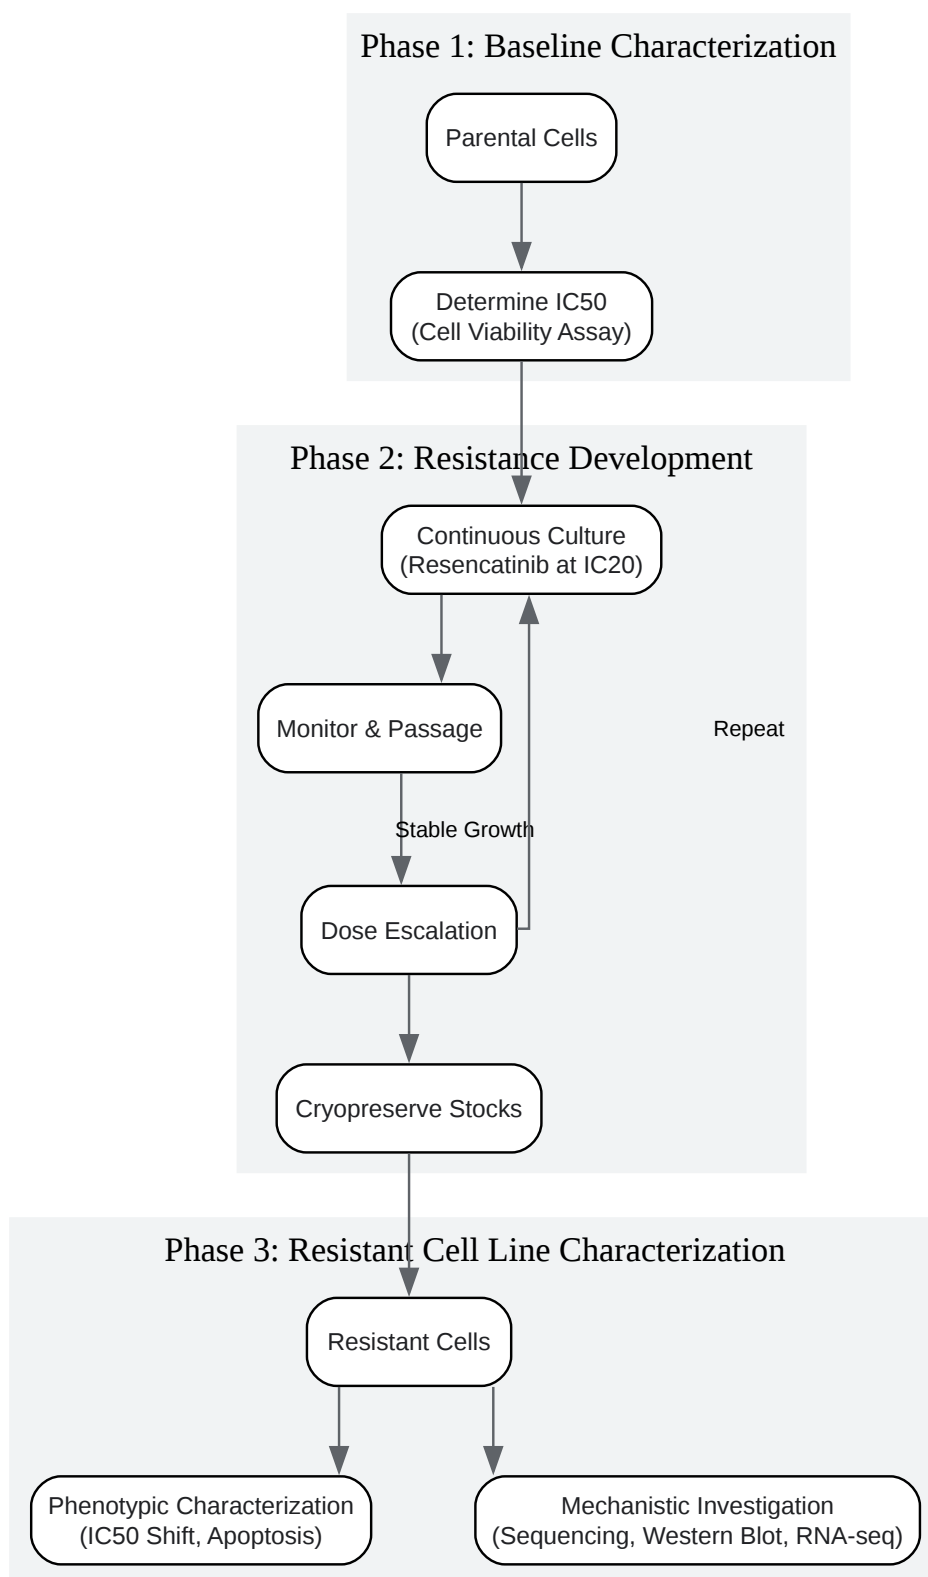 Phase 1: Baseline Characterization
Parental Cells
Determine IC50
(Cell Viability Assay)
Phase 2: Resistance Development
Continuous Culture
(Resencatinib at IC20)
Monitor & Passage
Repeat
Stable Growth
Dose Escalation
Cryopreserve Stocks
Phase 3: Resistant Cell Line Characterization
Resistant Cells
Phenotypic Characterization
(IC50 Shift, Apoptosis)
Mechanistic Investigation
(Sequencing, Western Blot, RNA-seq)